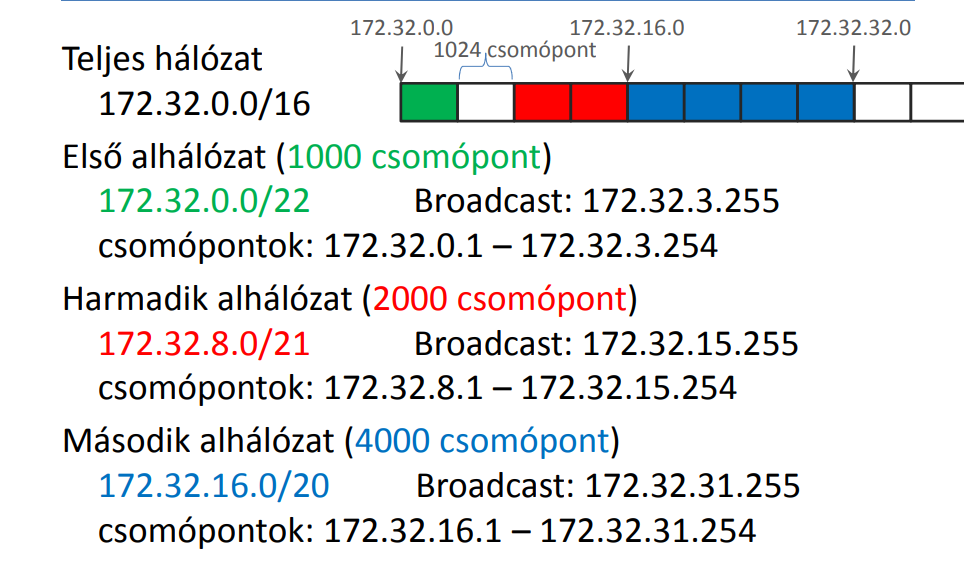 172.32.0.0 172.32.16.0 172.32.32.0
1024 csomópont
Teljes hálózat
172.32.0.0/16
Első alhálózat (1000 csomópont)
172.32.0.0/22 Broadcast: 172.32.3.255
csomópontok: 172.32.0.1 – 172.32.3.254
Harmadik alhálózat (2000 csomópont)
172.32.8.0/21 Broadcast: 172.32.15.255
csomópontok: 172.32.8.1 – 172.32.15.254
Második alhálózat (4000 csomópont)
172.32.16.0/20 Broadcast: 172.32.31.255
csomópontok: 172.32.16.1 – 172.32.31.254